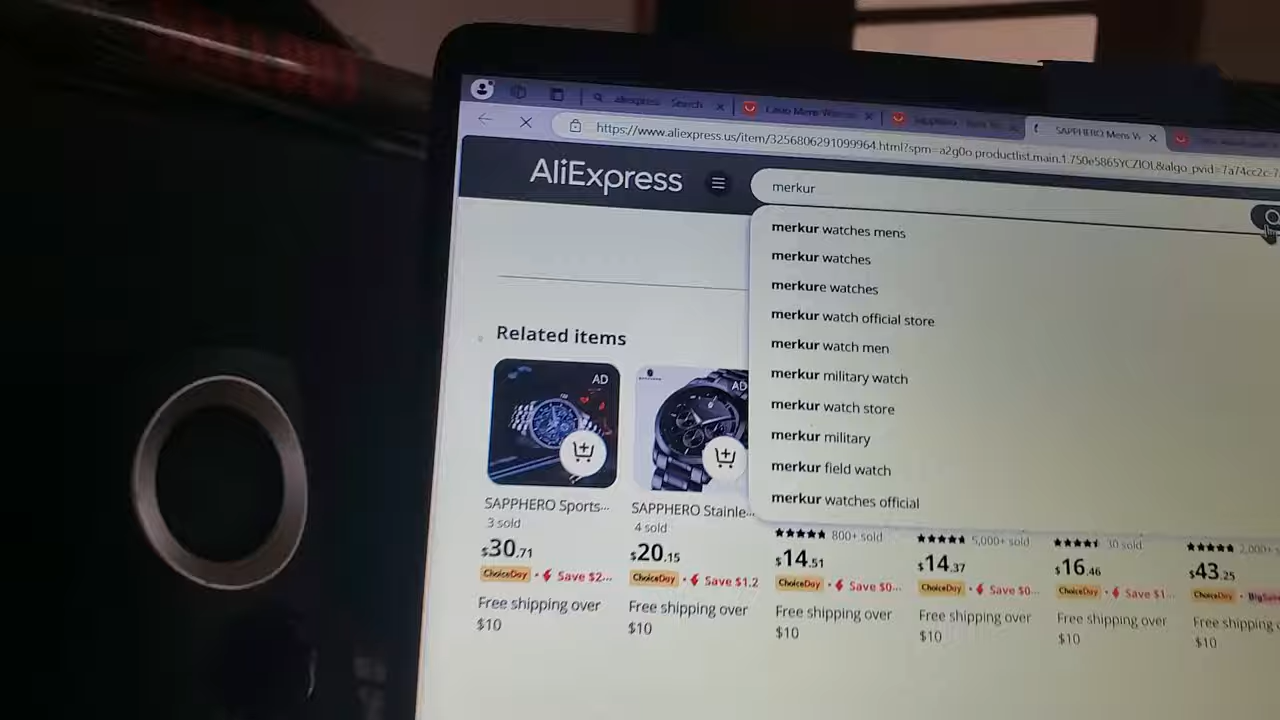 aliexpress - Search
SAPPHERO Mens W
https://www.aliexpress.us/item/3256806291099964.html?spm=a2g0o.productlist.main.1.750e5865YCZIOL&algo_pvid=7a74cc2c-7
AliExpress
merkur
merkur watches mens
merkur watches
merkure watches
merkur watch official store
merkur watch men
merkur military watch
merkur watch store
merkur military
merkur field watch
merkur watches official
Related items
AD
AD
SAPPHERO Sports...
3 sold
$30.71
ChoiceDay
Save $2...
Free shipping over
$10
SAPPHERO Stainle...
4 sold
$20.15
ChoiceDay
Save $1.2
Free shipping over
$10
800+ sold
$14.51
ChoiceDay
Save $0...
Free shipping over
$10
5,000+ sold
$14.37
ChoiceDay
Save $0...
Free shipping over
$10
30 sold
$16.46
ChoiceDay
Save $1...
Free shipping over
$10
2,000+ s
$43.25
ChoiceDay
Free shipping
$10